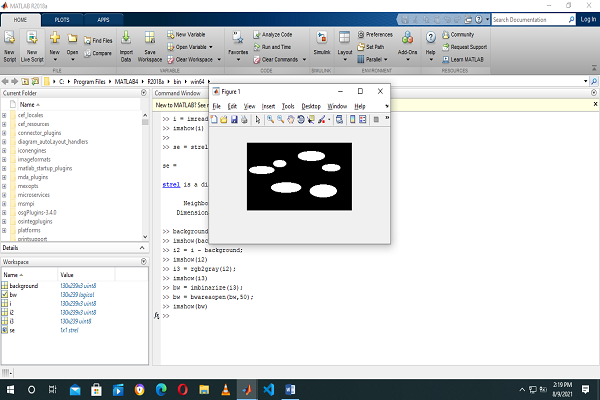 MATLAB R2018a
HOME PLOTS APPS
Search Documentation Log In
New Script
New Live Script
New
Open
Find Files
Compare
Import Data
Save Workspace
New Variable
Open Variable
Clear Workspace
Favorites
Analyze Code
Run and Time
Clear Commands
Simulink
Layout
Preferences
Set Path
Add-Ons
Help
Community
Request Support
Learn MATLAB
FILE VARIABLE CODE SIMULINK ENVIRONMENT RESOURCES
C: Program Files MATLAB4 R2018a bin win64
Current Folder
Name
cef_locales
cef_resources
connector_plugins
diagram_autoLayout_handlers
iconengines
imageformats
matlab_startup_plugins
mda_plugins
mexopts
microservices
msmpi
osgPlugins-3.4.0
osintegplugins
platforms
printsupport
Details
Workspace
Name Value
background 130x239x3 uint8
bw 130x239 logical
i 130x239x3 uint8
i2 130x239x3 uint8
i3 130x239 uint8
se 1x1 strel
Command Window
New to MATLAB? See
>> i = imread
>> imshow(i)
>>
>> se = strel
se =
strel is a di
Neighbo
Dimension
>> background
>> imshow(bac
>> i2 = i - background;
>> imshow(i2)
>> i3 = rgb2gray(i2);
>> imshow(i3)
>> bw = imbinarize(i3);
>> bw = bwareaopen(bw,50);
>> imshow(bw)
fx >>
Figure 1
File Edit View Insert Tools Desktop Window Help
2:19 PM
8/9/2021